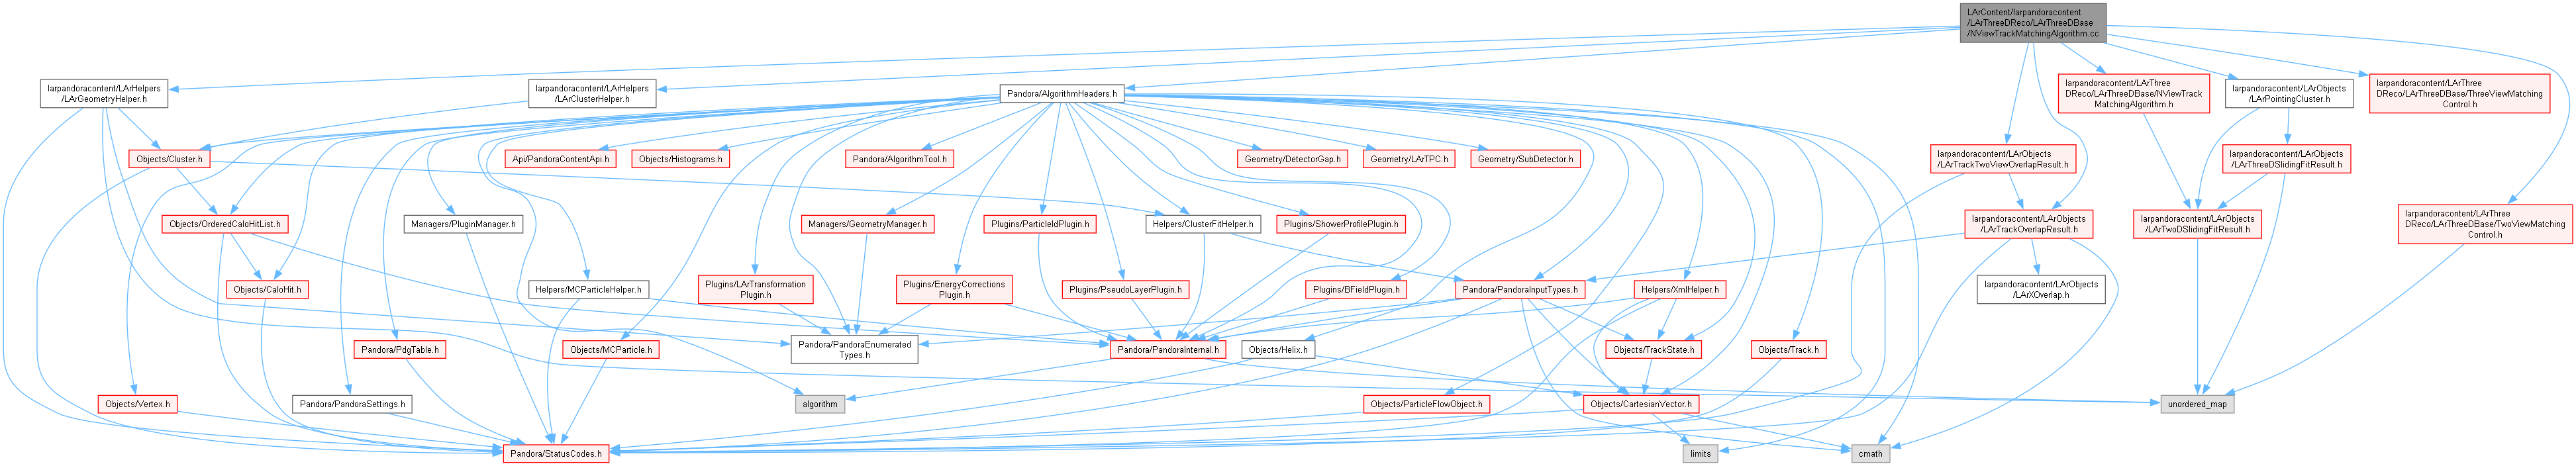 LArContent/larpandoracontent
/LArThreeDReco/LArThreeDBase
/NViewTrackMatchingAlgorithm.cc
larpandoracontent/LArHelpers
/LArGeometryHelper.h
larpandoracontent/LArHelpers
/LArClusterHelper.h
Pandora/AlgorithmHeaders.h
larpandoracontent/LArThree
DReco/LArThreeDBase/NViewTrack
MatchingAlgorithm.h
larpandoracontent/LArObjects
/LArPointingCluster.h
larpandoracontent/LArThree
DReco/LArThreeDBase/ThreeViewMatching
Control.h
Objects/Cluster.h
Api/PandoraContentApi.h
Objects/Histograms.h
Pandora/AlgorithmTool.h
Geometry/DetectorGap.h
Geometry/LArTPC.h
Geometry/SubDetector.h
larpandoracontent/LArObjects
/LArTrackTwoViewOverlapResult.h
larpandoracontent/LArObjects
/LArThreeDSlidingFitResult.h
Objects/OrderedCaloHitList.h
Managers/PluginManager.h
Managers/GeometryManager.h
Plugins/ParticleIdPlugin.h
Helpers/ClusterFitHelper.h
Plugins/ShowerProfilePlugin.h
larpandoracontent/LArObjects
/LArTrackOverlapResult.h
larpandoracontent/LArObjects
/LArTwoDSlidingFitResult.h
larpandoracontent/LArThree
DReco/LArThreeDBase/TwoViewMatching
Control.h
Objects/CaloHit.h
Helpers/MCParticleHelper.h
Plugins/LArTransformation
Plugin.h
Plugins/EnergyCorrections
Plugin.h
Plugins/PseudoLayerPlugin.h
Plugins/BFieldPlugin.h
Pandora/PandoraInputTypes.h
Helpers/XmlHelper.h
larpandoracontent/LArObjects
/LArXOverlap.h
Pandora/PdgTable.h
Objects/MCParticle.h
Pandora/PandoraEnumerated
Types.h
Pandora/PandoraInternal.h
Objects/Helix.h
Objects/TrackState.h
Objects/Track.h
Objects/Vertex.h
Pandora/PandoraSettings.h
algorithm
Objects/ParticleFlowObject.h
Objects/CartesianVector.h
unordered_map
Pandora/StatusCodes.h
limits
cmath